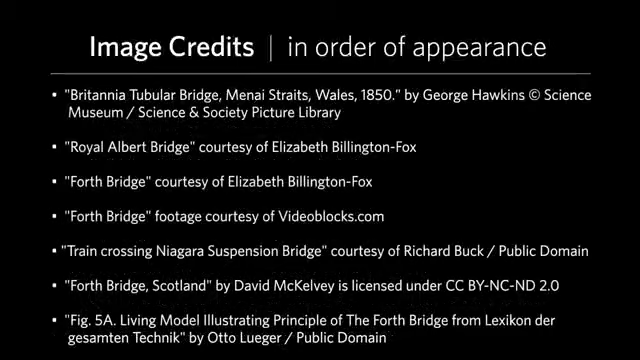 Image Credits | in order of appearance
• "Britannia Tubular Bridge, Menai Straits, Wales, 1850." by George Hawkins © Science
Museum / Science & Society Picture Library
• "Royal Albert Bridge" courtesy of Elizabeth Billington-Fox
• "Forth Bridge" courtesy of Elizabeth Billington-Fox
• "Forth Bridge" footage courtesy of Videoblocks.com
• "Train crossing Niagara Suspension Bridge" courtesy of Richard Buck / Public Domain
• "Forth Bridge, Scotland" by David McKelvey is licensed under CC BY-NC-ND 2.0
• "Fig. 5A. Living Model Illustrating Principle of The Forth Bridge from Lexikon der
gesamten Technik" by Otto Lueger / Public Domain